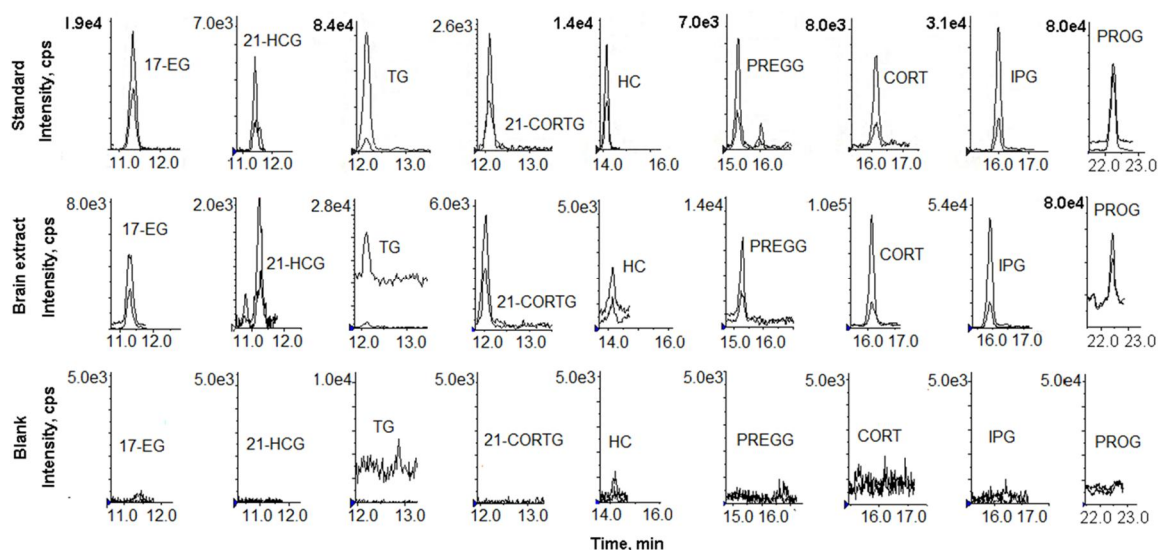 Standard
Intensity, cps
1.9e4 7.0e3 8.4e4 2.6e3 1.4e4 7.0e3 8.0e3 3.1e4 8.0e4
17-EG 21-HCG TG 21-CORTG HC PREGG CORT IPG PROG
11.0 12.0 11.0 12.0 12.0 13.0 12.0 13.0 14.0 16.0 15.0 16.0 16.0 17.0 16.0 17.0 22.0 23.0
Brain extract
Intensity, cps
8.0e3 2.0e3 2.8e4 6.0e3 5.0e3 1.4e4 1.0e5 5.4e4 8.0e4
17-EG 21-HCG TG 21-CORTG HC PREGG CORT IPG PROG
11.0 12.0 11.0 12.0 12.0 13.0 12.0 13.0 14.0 16.0 15.0 16.0 16.0 17.0 16.0 17.0 22.0 23.0
Blank
Intensity, cps
5.0e3 5.0e3 1.0e4 5.0e3 5.0e3 5.0e3 5.0e3 5.0e3 5.0e4
17-EG 21-HCG TG 21-CORTG HC PREGG CORT IPG PROG
11.0 12.0 11.0 12.0 12.0 13.0 12.0 13.0 14.0 16.0 15.0 16.0 16.0 17.0 16.0 17.0 22.0 23.0
Time, min